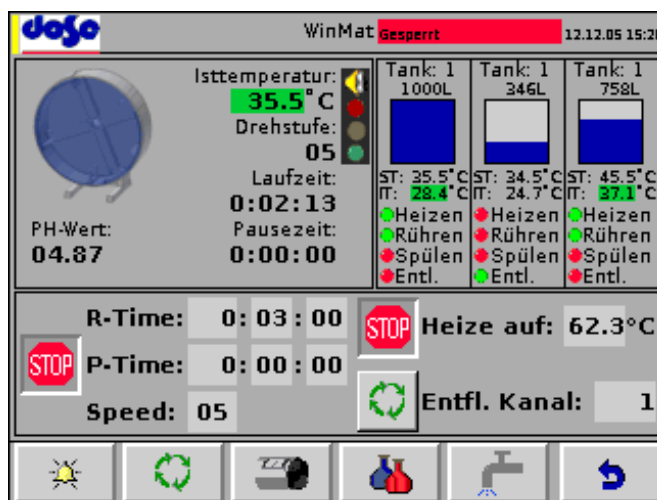 dose WinMat Gesperrt 12.12.05 15:20
Isttemperatur:
35.5°C
Drehstufe:
05
Laufzeit:
0:02:13
PH-Wert: Pausezeit:
04.87 0:00:00
Tank: 1 Tank: 1 Tank: 1
1000L 346L 758L
ST: 35.5°C ST: 34.5°C ST: 45.5°C
IT: 28.4°C IT: 24.7°C IT: 37.1°C
Heizen Heizen Heizen
Rühren Rühren Rühren
Spülen Spülen Spülen
Entl. Entl. Entl.
R-Time: 0: 03 : 00
STOP P-Time: 0: 00 : 00
Speed: 05
STOP Heize auf: 62.3°C
Entfl. Kanal: 1